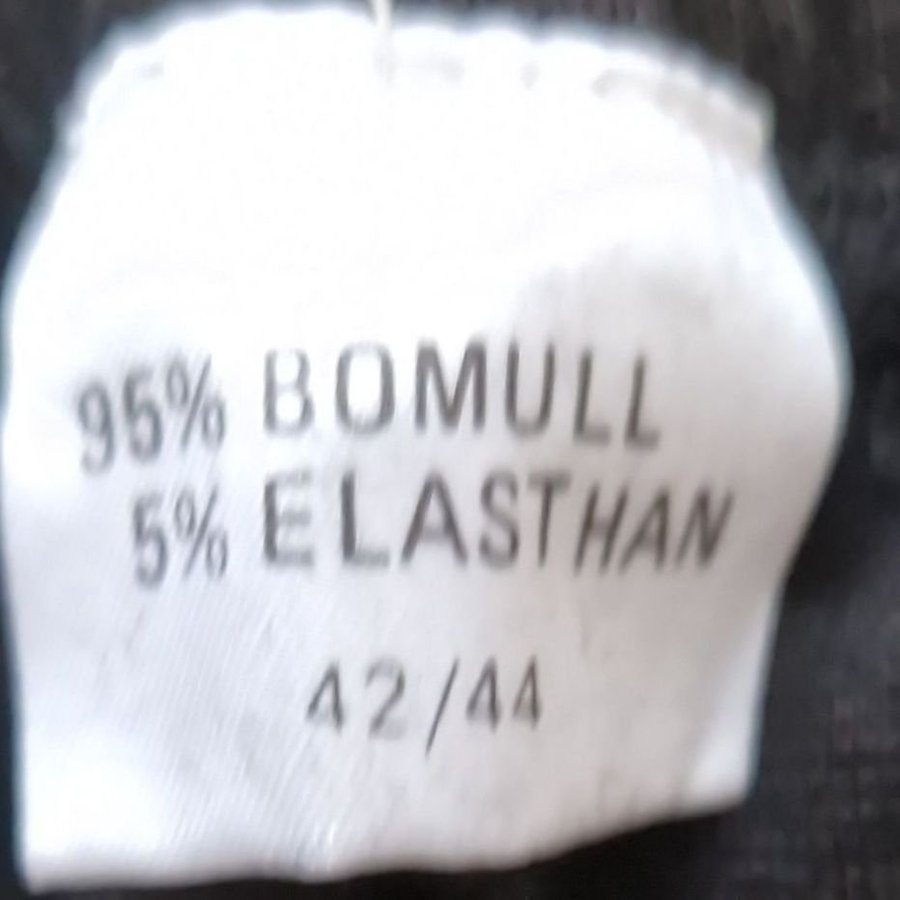 95% BOMULL
5% ELASTHAN
42/44